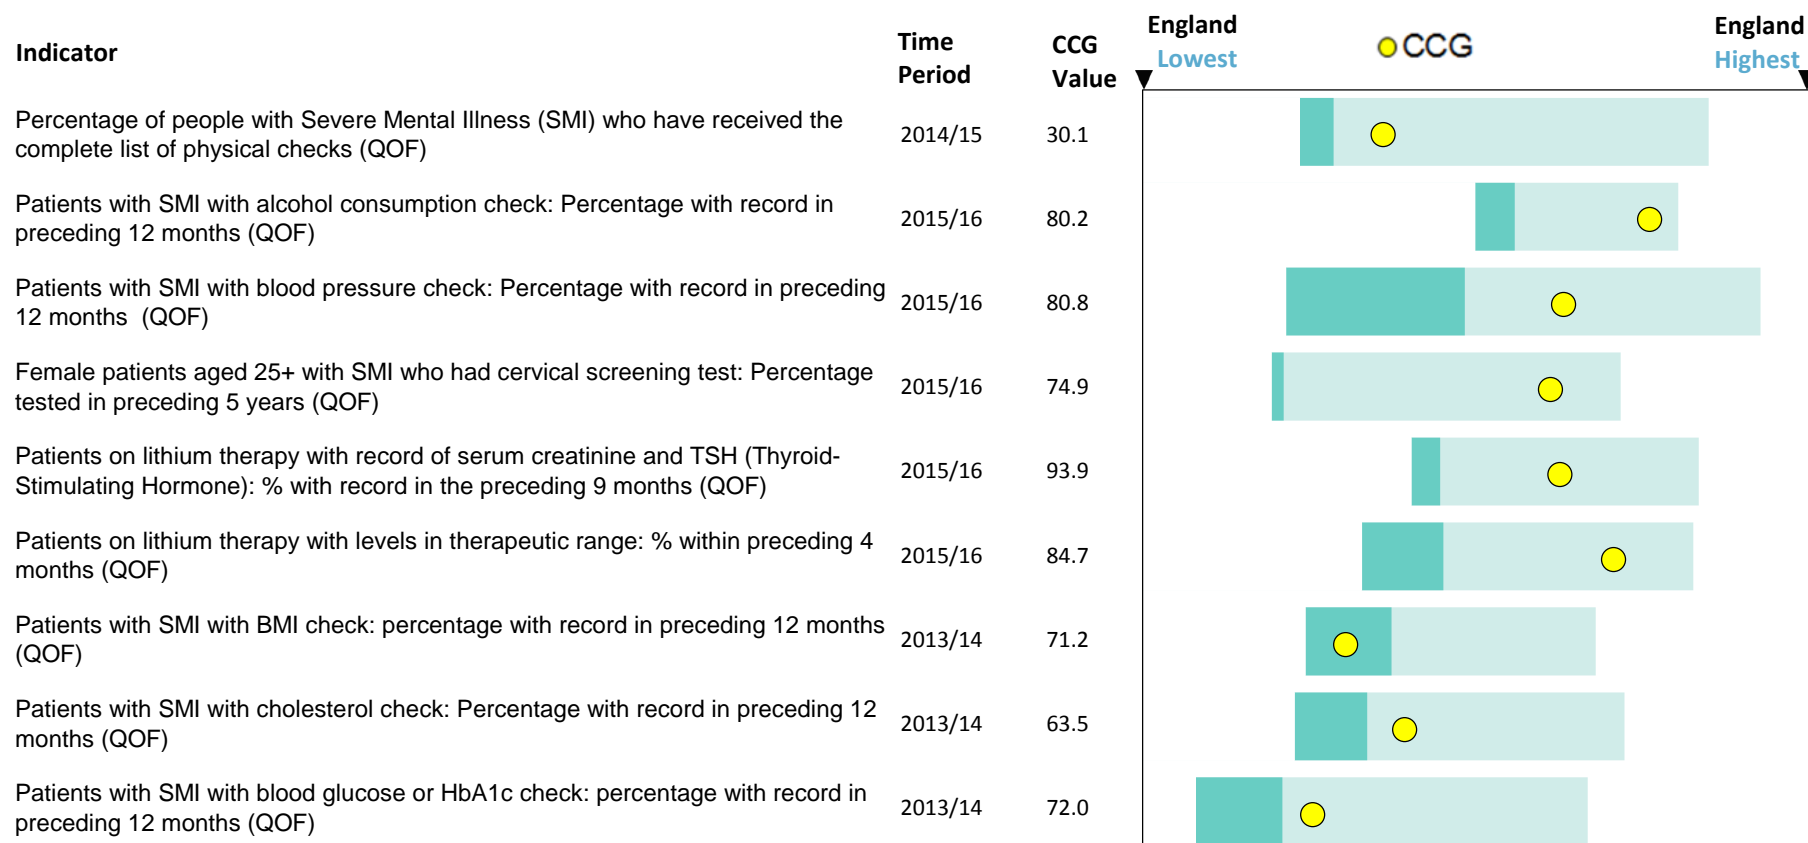 Indicator
Time
Period
CCG
Value
England
Lowest
CCG
England
Highest
Percentage of people with Severe Mental Illness (SMI) who have received the
complete list of physical checks (QOF)
2014/15
30.1
Patients with SMI with alcohol consumption check: Percentage with record in
preceding 12 months (QOF)
2015/16
80.2
Patients with SMI with blood pressure check: Percentage with record in preceding
12 months (QOF)
2015/16
80.8
Female patients aged 25+ with SMI who had cervical screening test: Percentage
tested in preceding 5 years (QOF)
2015/16
74.9
Patients on lithium therapy with record of serum creatinine and TSH (Thyroid-
Stimulating Hormone): % with record in the preceding 9 months (QOF)
2015/16
93.9
Patients on lithium therapy with levels in therapeutic range: % within preceding 4
months (QOF)
2015/16
84.7
Patients with SMI with BMI check: percentage with record in preceding 12 months
(QOF)
2013/14
71.2
Patients with SMI with cholesterol check: Percentage with record in preceding 12
months (QOF)
2013/14
63.5
Patients with SMI with blood glucose or HbA1c check: percentage with record in
preceding 12 months (QOF)
2013/14
72.0